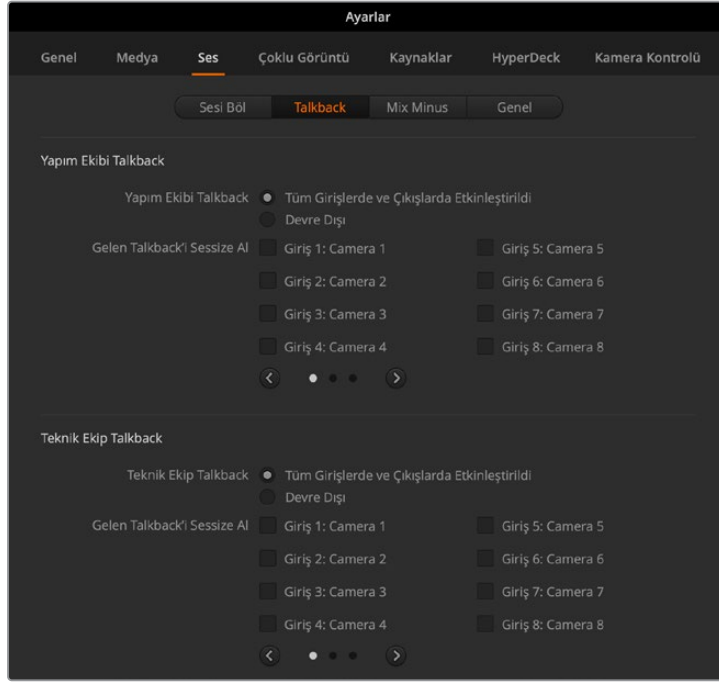 Ayarlar
Genel Medya Ses Çoklu Görüntü Kaynaklar HyperDeck Kamera Kontrolü
Sesi Böl Talkback Mix Minus Genel
Yapım Ekibi Talkback
Yapım Ekibi Talkback Tüm Girişlerde ve Çıkışlarda Etkinleştirildi
Devre Dışı
Gelen Talkback'i Sessize Al Giriş 1: Camera 1 Giriş 5: Camera 5
Giriş 2: Camera 2 Giriş 6: Camera 6
Giriş 3: Camera 3 Giriş 7: Camera 7
Giriş 4: Camera 4 Giriş 8: Camera 8
Teknik Ekip Talkback
Teknik Ekip Talkback Tüm Girişlerde ve Çıkışlarda Etkinleştirildi
Devre Dışı
Gelen Talkback'i Sessize Al Giriş 1: Camera 1 Giriş 5: Camera 5
Giriş 2: Camera 2 Giriş 6: Camera 6
Giriş 3: Camera 3 Giriş 7: Camera 7
Giriş 4: Camera 4 Giriş 8: Camera 8